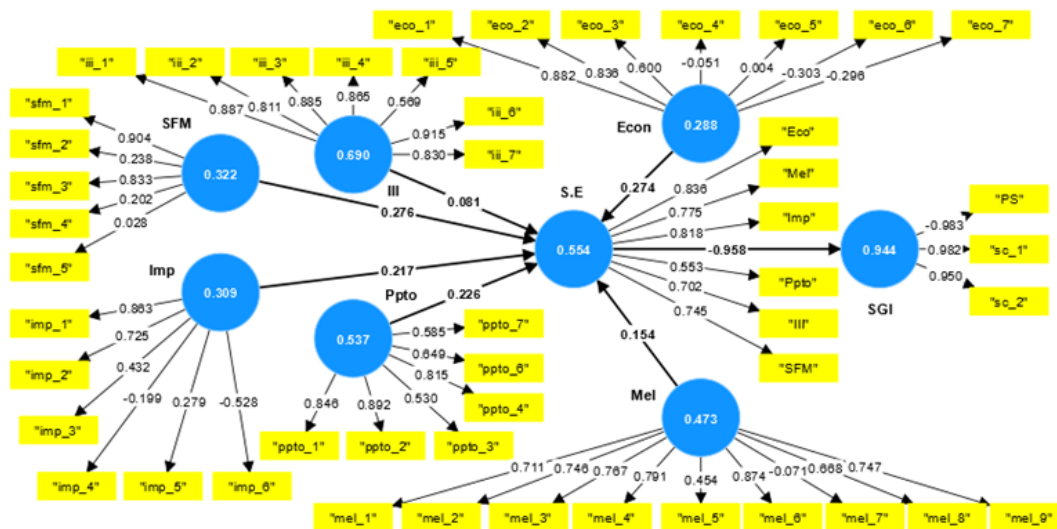 "eco_1" "eco_2" "eco_3" "eco_4" "eco_5" "eco_6" "eco_7"
0.882 0.836 0.600 -0.051 0.004 -0.303 -0.296
"iii_1" "iii_2" "iii_3" "iii_4" "iii_5"
0.887 0.811 0.885 0.865 0.569
"iii_6"
0.915
"iii_7"
0.830
0.690
III
0.081
SFM
"sfm_1"
0.904
"sfm_2"
0.238
"sfm_3"
0.833
"sfm_4"
0.202
"sfm_5"
0.028
0.322
0.276
Econ
0.288
0.274
S.E
0.554
"Eco"
0.836
"Mel"
0.775
"Imp"
0.818
"Ppto"
0.553
"III"
0.702
"SFM"
0.745
-0.958
0.944
SGI
"PS"
-0.983
"sc_1"
0.982
"sc_2"
0.950
Imp
0.309
0.217
"imp_1"
0.863
"imp_2"
0.725
"imp_3"
0.432
"imp_4"
-0.199
"imp_5"
0.279
"imp_6"
-0.528
Ppto
0.537
0.226
"ppto_7"
0.585
"ppto_6"
0.649
"ppto_4"
0.815
"ppto_3"
0.530
"ppto_1" "ppto_2"
0.846 0.892
0.154
Mel
0.473
0.711 0.746 0.767 0.791 0.454 0.874 -0.071 0.668 0.747
"mel_1" "mel_2" "mel_3" "mel_4" "mel_5" "mel_6" "mel_7" "mel_8" "mel_9"